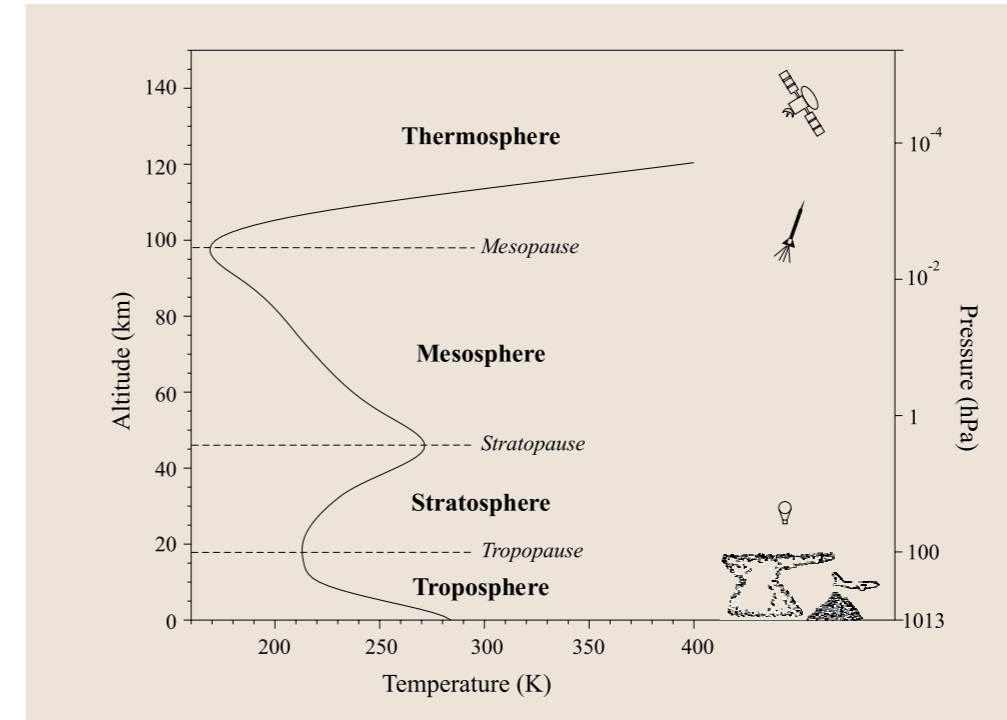 140
120
100
80
60
40
20
0
Altitude (km)
Thermosphere
Mesopause
Mesosphere
Stratopause
Stratosphere
Tropopause
Troposphere
10-4
10-2
1
100
1013
Pressure (hPa)
200 250 300 350 400
Temperature (K)